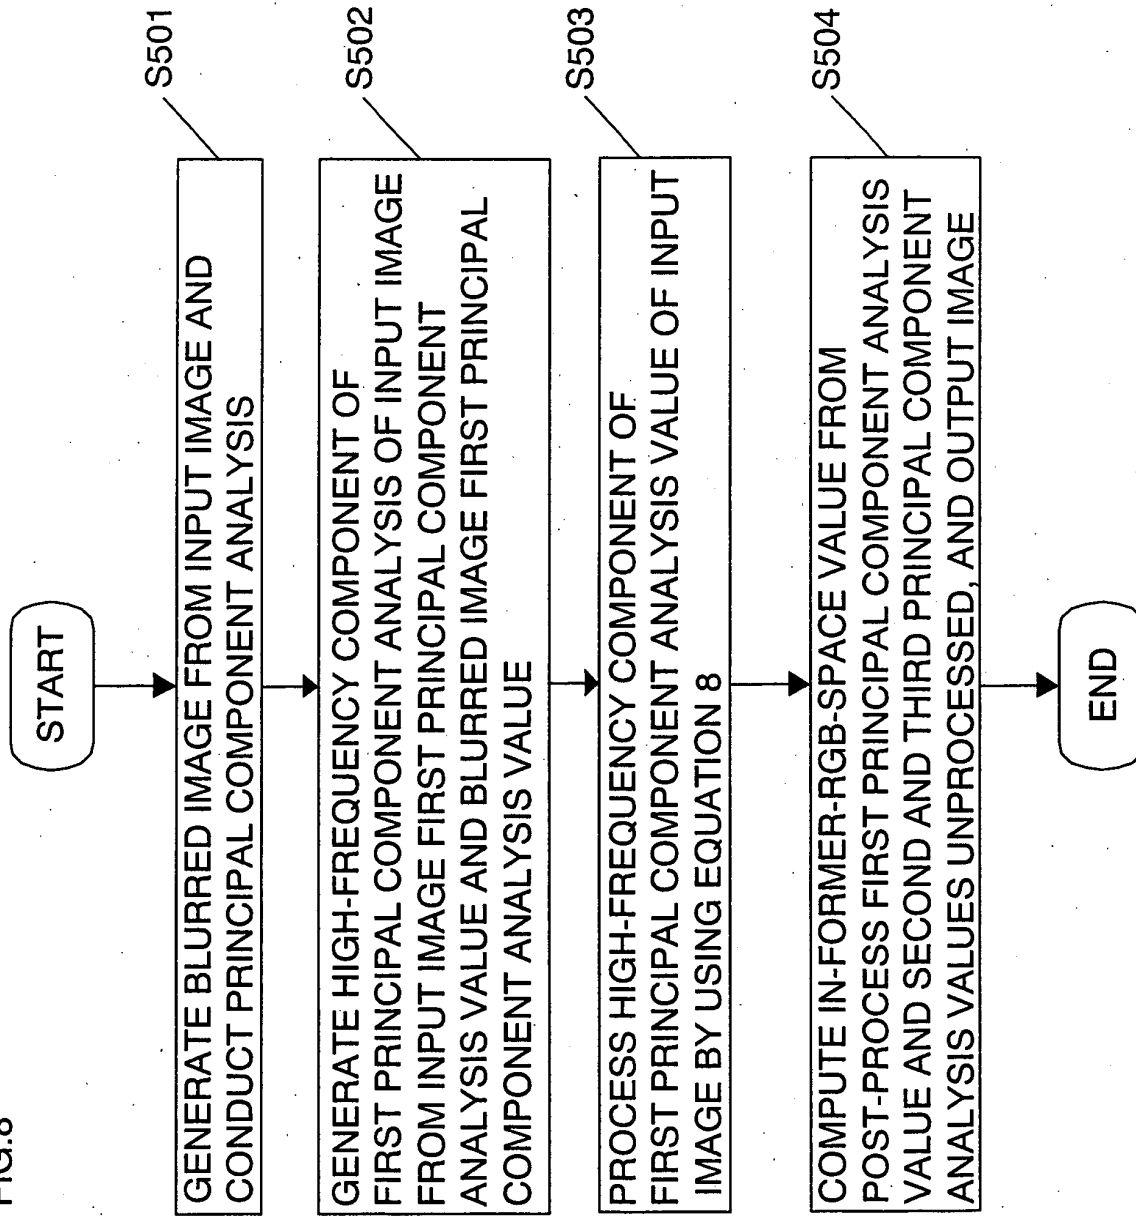 FIG.8
START
S501
GENERATE BLURRED IMAGE FROM INPUT IMAGE AND
CONDUCT PRINCIPAL COMPONENT ANALYSIS
S502
GENERATE HIGH-FREQUENCY COMPONENT OF
FIRST PRINCIPAL COMPONENT ANALYSIS OF INPUT IMAGE
FROM INPUT IMAGE FIRST PRINCIPAL COMPONENT
ANALYSIS VALUE AND BLURRED IMAGE FIRST PRINCIPAL
COMPONENT ANALYSIS VALUE
S503
PROCESS HIGH-FREQUENCY COMPONENT OF
FIRST PRINCIPAL COMPONENT ANALYSIS VALUE OF INPUT
IMAGE BY USING EQUATION 8
S504
COMPUTE IN-FORMER-RGB-SPACE VALUE FROM
POST-PROCESS FIRST PRINCIPAL COMPONENT ANALYSIS
VALUE AND SECOND AND THIRD PRINCIPAL COMPONENT
ANALYSIS VALUES UNPROCESSED, AND OUTPUT IMAGE
END